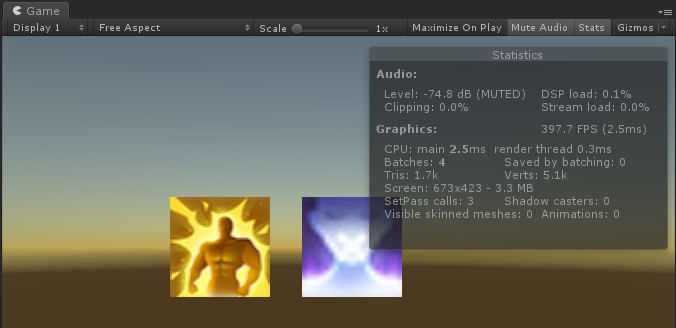 Game
Display 1 Free Aspect Scale 1x Maximize On Play Mute Audio Stats Gizmos
Statistics
Audio:
Level: -74.8 dB (MUTED) DSP load: 0.1%
Clipping: 0.0% Stream load: 0.0%
Graphics: 397.7 FPS (2.5ms)
CPU: main 2.5ms render thread 0.3ms
Batches: 4 Saved by batching: 0
Tris: 1.7k Verts: 5.1k
Screen: 673x423 - 3.3 MB
SetPass calls: 3 Shadow casters: 0
Visible skinned meshes: 0 Animations: 0